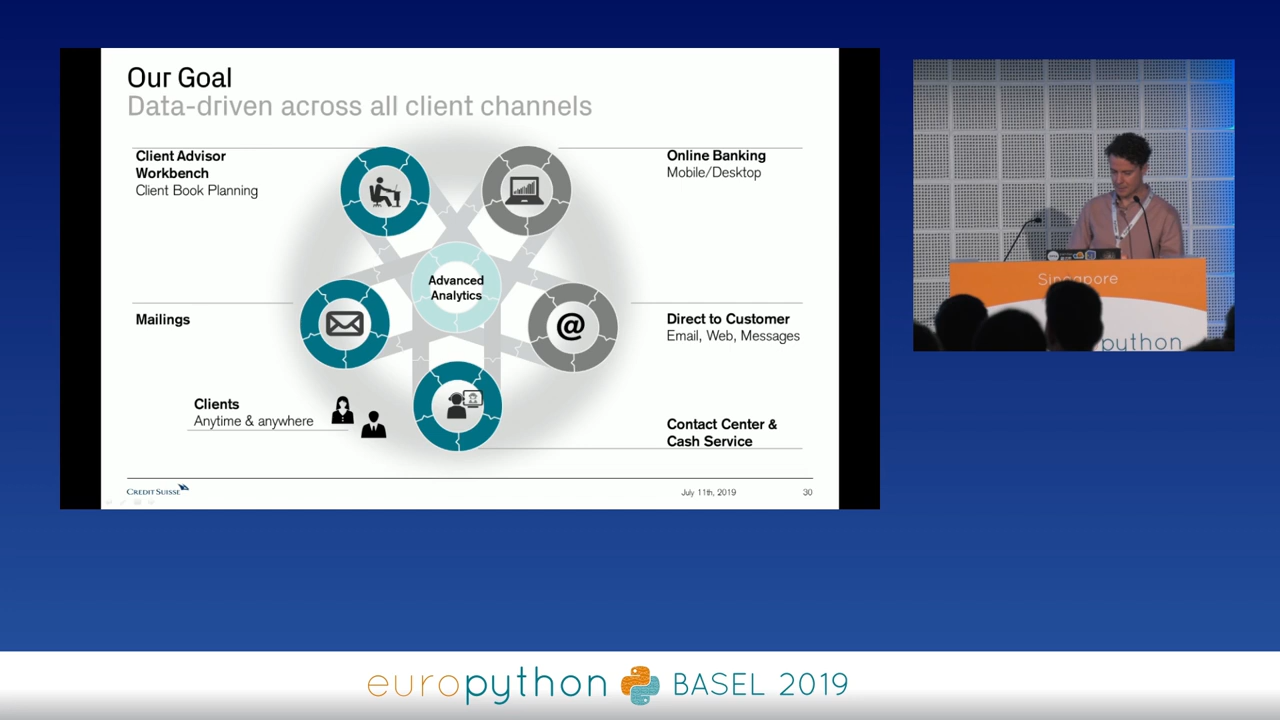 Our Goal
Data-driven across all client channels
Client Advisor
Workbench
Client Book Planning
Online Banking
Mobile/Desktop
Advanced
Analytics
Mailings
Direct to Customer
Email, Web, Messages
@
Clients
Anytime & anywhere
Contact Center &
Cash Service
CREDIT SUISSE
July 11th, 2019
30
Singapore
python
europython BASEL 2019